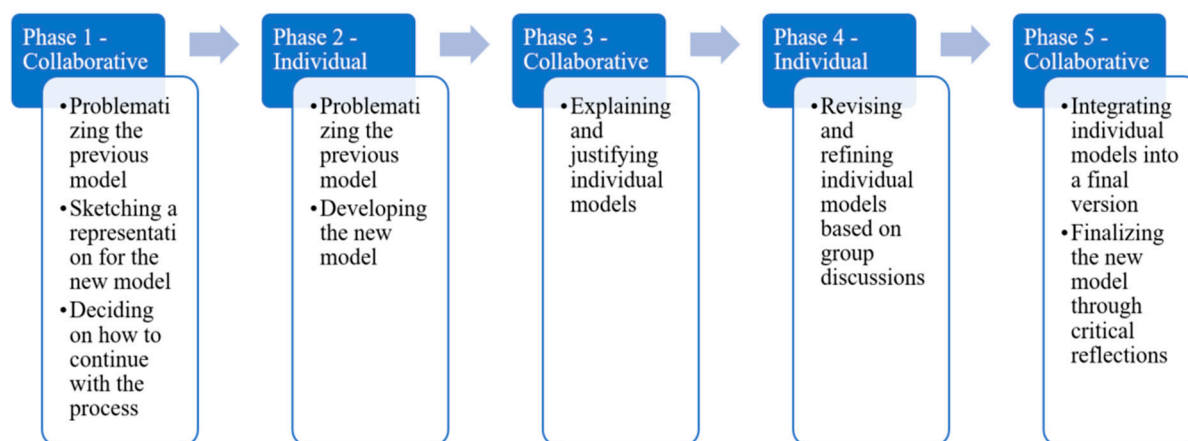 Phase 1 -
Collaborative
•Problemati
zing the
previous
model
•Sketching a
representati
on for the
new model
•Deciding
on how to
continue
with the
process
Phase 2 -
Individual
•Problemati
zing the
previous
model
•Developing
the new
model
Phase 3 -
Collaborative
•Explaining
and
justifying
individual
models
Phase 4 -
Individual
•Revising
and
refining
individual
models
based on
group
discussions
Phase 5 -
Collaborative
•Integrating
individual
models into
a final
version
•Finalizing
the new
model
through
critical
reflections